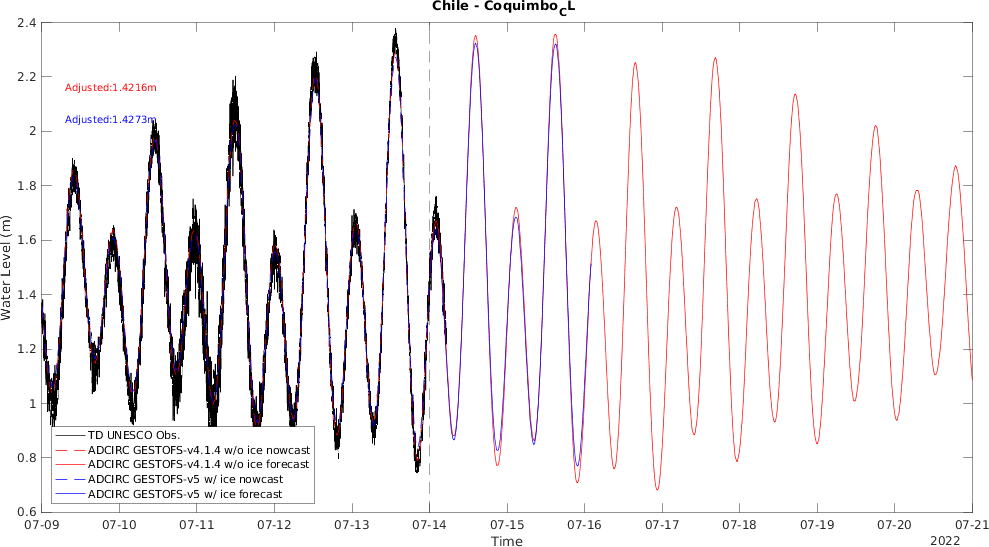 Chile - Coquimbo_CL
2.4
2.2
2
1.8
1.6
1.4
1.2
1
0.8
0.6
Water Level (m)
Adjusted:1.4216m
Adjusted:1.4273m
TD UNESCO Obs.
ADCIRC GESTOFS-v4.1.4 w/o ice nowcast
ADCIRC GESTOFS-v4.1.4 w/o ice forecast
ADCIRC GESTOFS-v5 w/ ice nowcast
ADCIRC GESTOFS-v5 w/ ice forecast
07-09 07-10 07-11 07-12 07-13 07-14 07-15 07-16 07-17 07-18 07-19 07-20 07-21
Time
2022